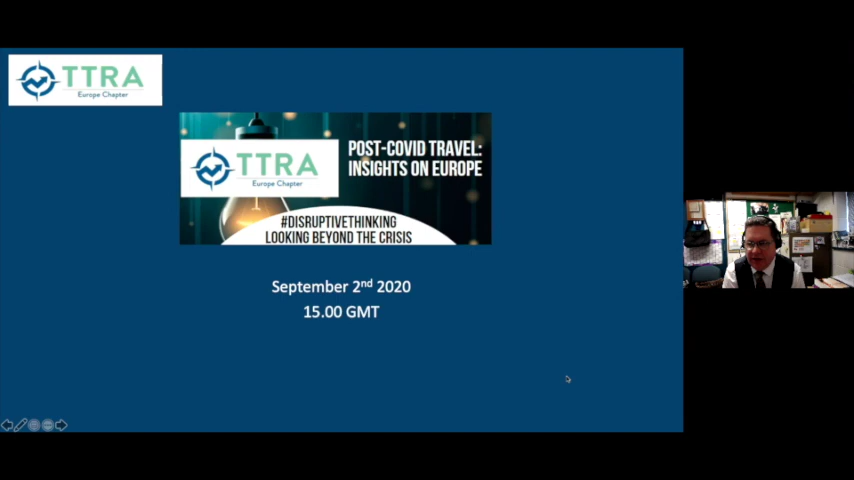 TTRA
Europe Chapter
TTRA
Europe Chapter
POST-COVID TRAVEL:
INSIGHTS ON EUROPE
#DISRUPTIVETHINKING
LOOKING BEYOND THE CRISIS
September 2nd 2020
15.00 GMT